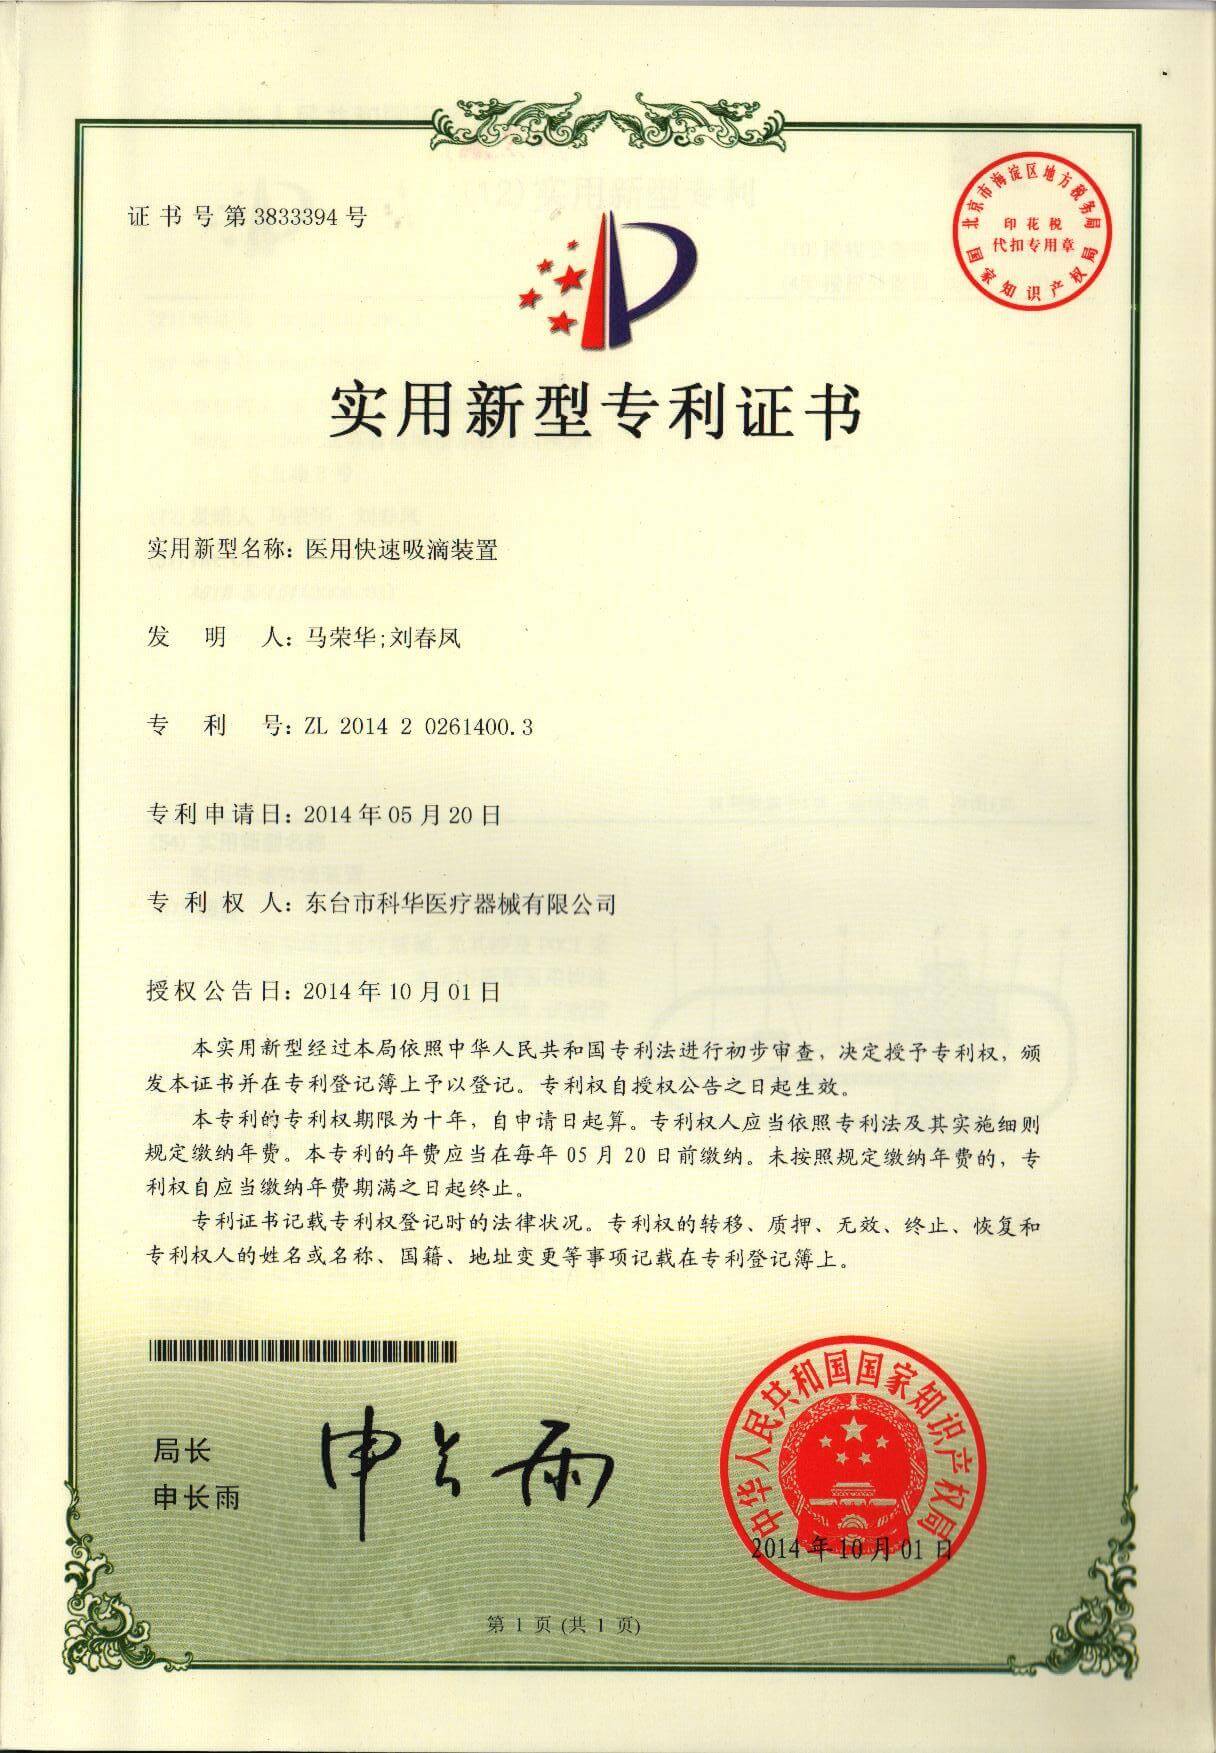 证书号第3833394号
北京市海淀区地方税务局
印花税
代扣专用章
国家知识产权局
实用新型专利证书
实用新型名称：医用快速吸滴装置
发明人：马荣华;刘春凤
专利号：ZL 2014 2 0261400.3
专利申请日：2014年05月20日
专利权人：东台市科华医疗器械有限公司
授权公告日：2014年10月01日
本实用新型经过本局依照中华人民共和国专利法进行初步审查，决定授予专利权，颁
发本证书并在专利登记簿上予以登记。专利权自授权公告之日起生效。
本专利的专利权期限为十年，自申请日起算。专利权人应当依照专利法及其实施细则
规定缴纳年费。本专利的年费应当在每年05月20日前缴纳。未按照规定缴纳年费的，专
利权自应当缴纳年费期满之日起终止。
专利证书记载专利权登记时的法律状况。专利权的转移、质押、无效、终止、恢复和
专利权人的姓名或名称、国籍、地址变更等事项记载在专利登记簿上。
局长
申长雨
申长雨
中华人民共和国国家知识产权局
2014年10月01日
第1页(共1页)